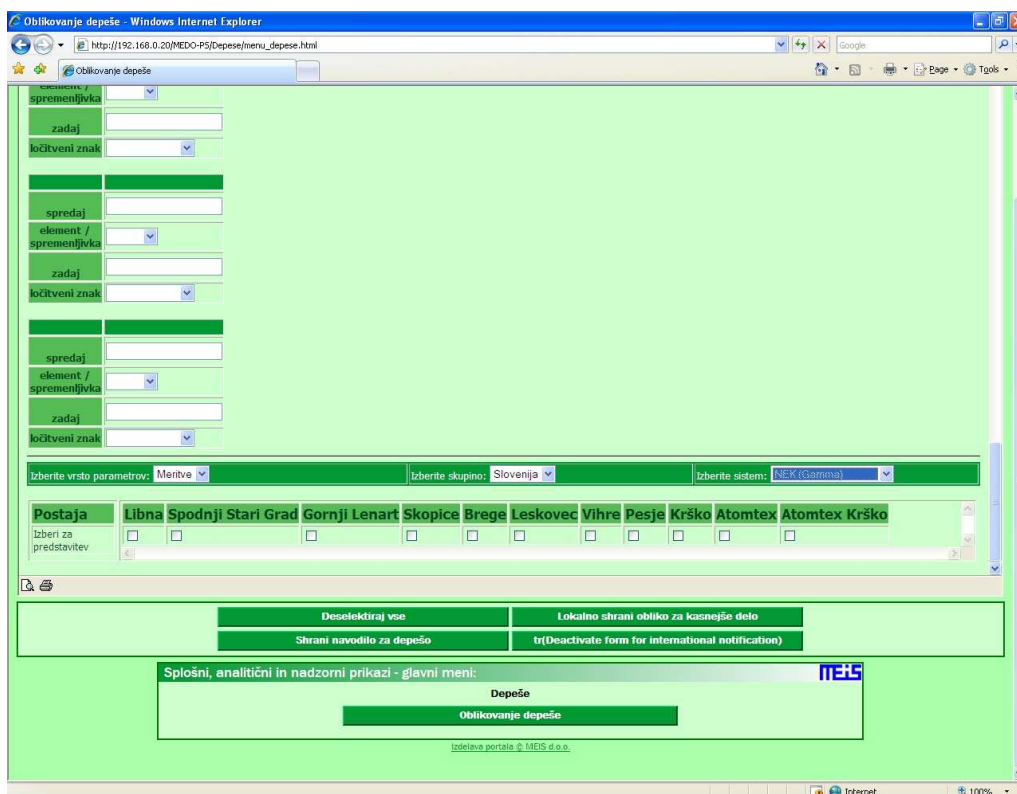 Oblikovanje depeše - Windows Internet Explorer
http://192.168.0.20/MEDO-PS/Depese/menu_depese.html
Google
Oblikovanje depeše
Page
Tools
element /
spremenljivka
zadaj
ločitveni znak
spredaj
element /
spremenljivka
zadaj
ločitveni znak
spredaj
element /
spremenljivka
zadaj
ločitveni znak
Izberite vrsto parametrov: Meritve Izberite skupino: Slovenija Izberite sistem: NEK (Gamma)
Postaja Libna Spodnji Stari Grad Gornji Lenart Skopice Brege Leskovec Vihre Pesje Krško Atomtex Atomtex Krško
Izberi za
predstavitev
Deselektiraj vse Lokalno shrani obliko za kasnejše delo
Shrani navodilo za depešo tr(Deactivate form for international notification)
Splošni, analitični in nadzorni prikazi - glavni meni: MEIS
Depeše
Oblikovanje depeše
Izdelava portala © MEIS d.o.o.
Internet 100%